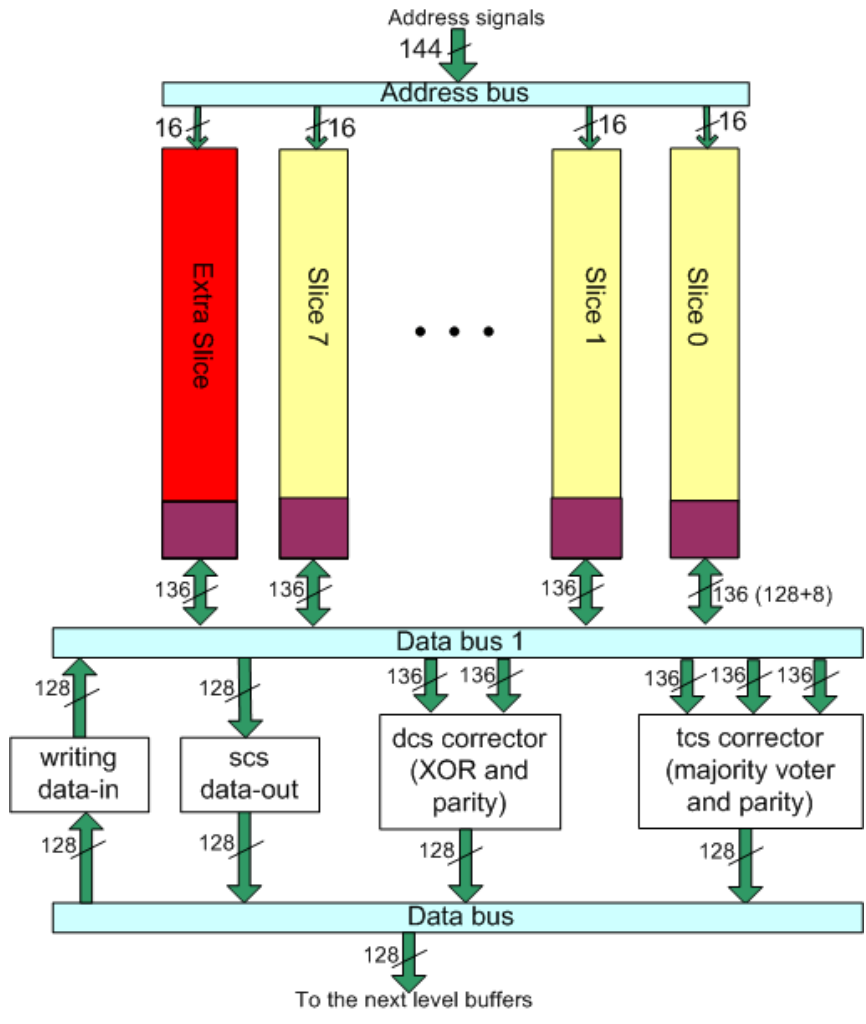 Address signals
144
Address bus
16 16 16 16
Extra Slice
Slice 7
Slice 1
Slice 0
136 136 136 136 (128+8)
Data bus 1
128 128 136 136 136 136 136
writing
data-in
scs
data-out
dcs corrector
(XOR and
parity)
tcs corrector
(majority voter
and parity)
128 128 128 128
Data bus
128
To the next level buffers